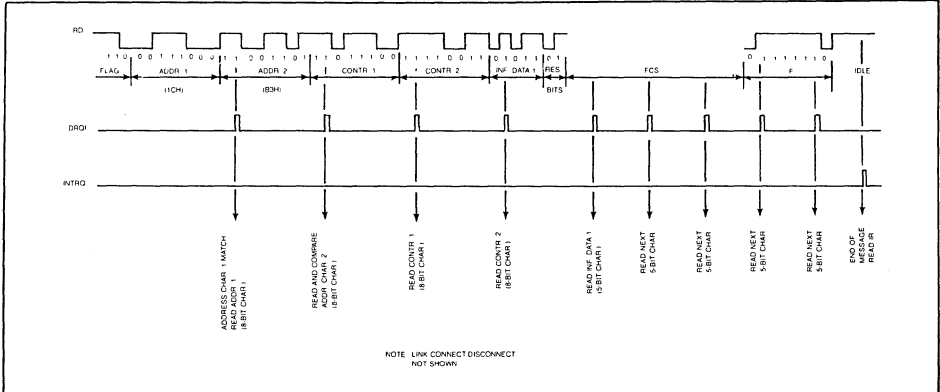 RD
1 1 0 0 0 1 1 1 0 0 0 1 1 0 0 1 1 0 1 1 1 0 1 1 0 0 1 1 1 1 0 0 1 1 0 1 0 1 0 0 1 0 1 1 1 1 1 1 0
FLAG ADDR 1 ADDR 2 CONTR 1 CONTR 2 INF DATA 1 RES FCS F IDLE
(1CH) (B3H) BITS
DRQI
INTRQ
ADDRESS CHAR 1 MATCH
READ ADDR 1
(8-BIT CHAR)
READ AND COMPARE
ADDR CHAR 2
(8-BIT CHAR)
READ CONTR 1
(8-BIT CHAR)
READ CONTR 2
(8-BIT CHAR)
READ INF DATA 1
(5-BIT CHAR)
READ NEXT
5-BIT CHAR
READ NEXT
5-BIT CHAR
READ NEXT
5-BIT CHAR
READ NEXT
5-BIT CHAR
END OF
MESSAGE
READ IR
NOTE LINK CONNECT DISCONNECT
NOT SHOWN